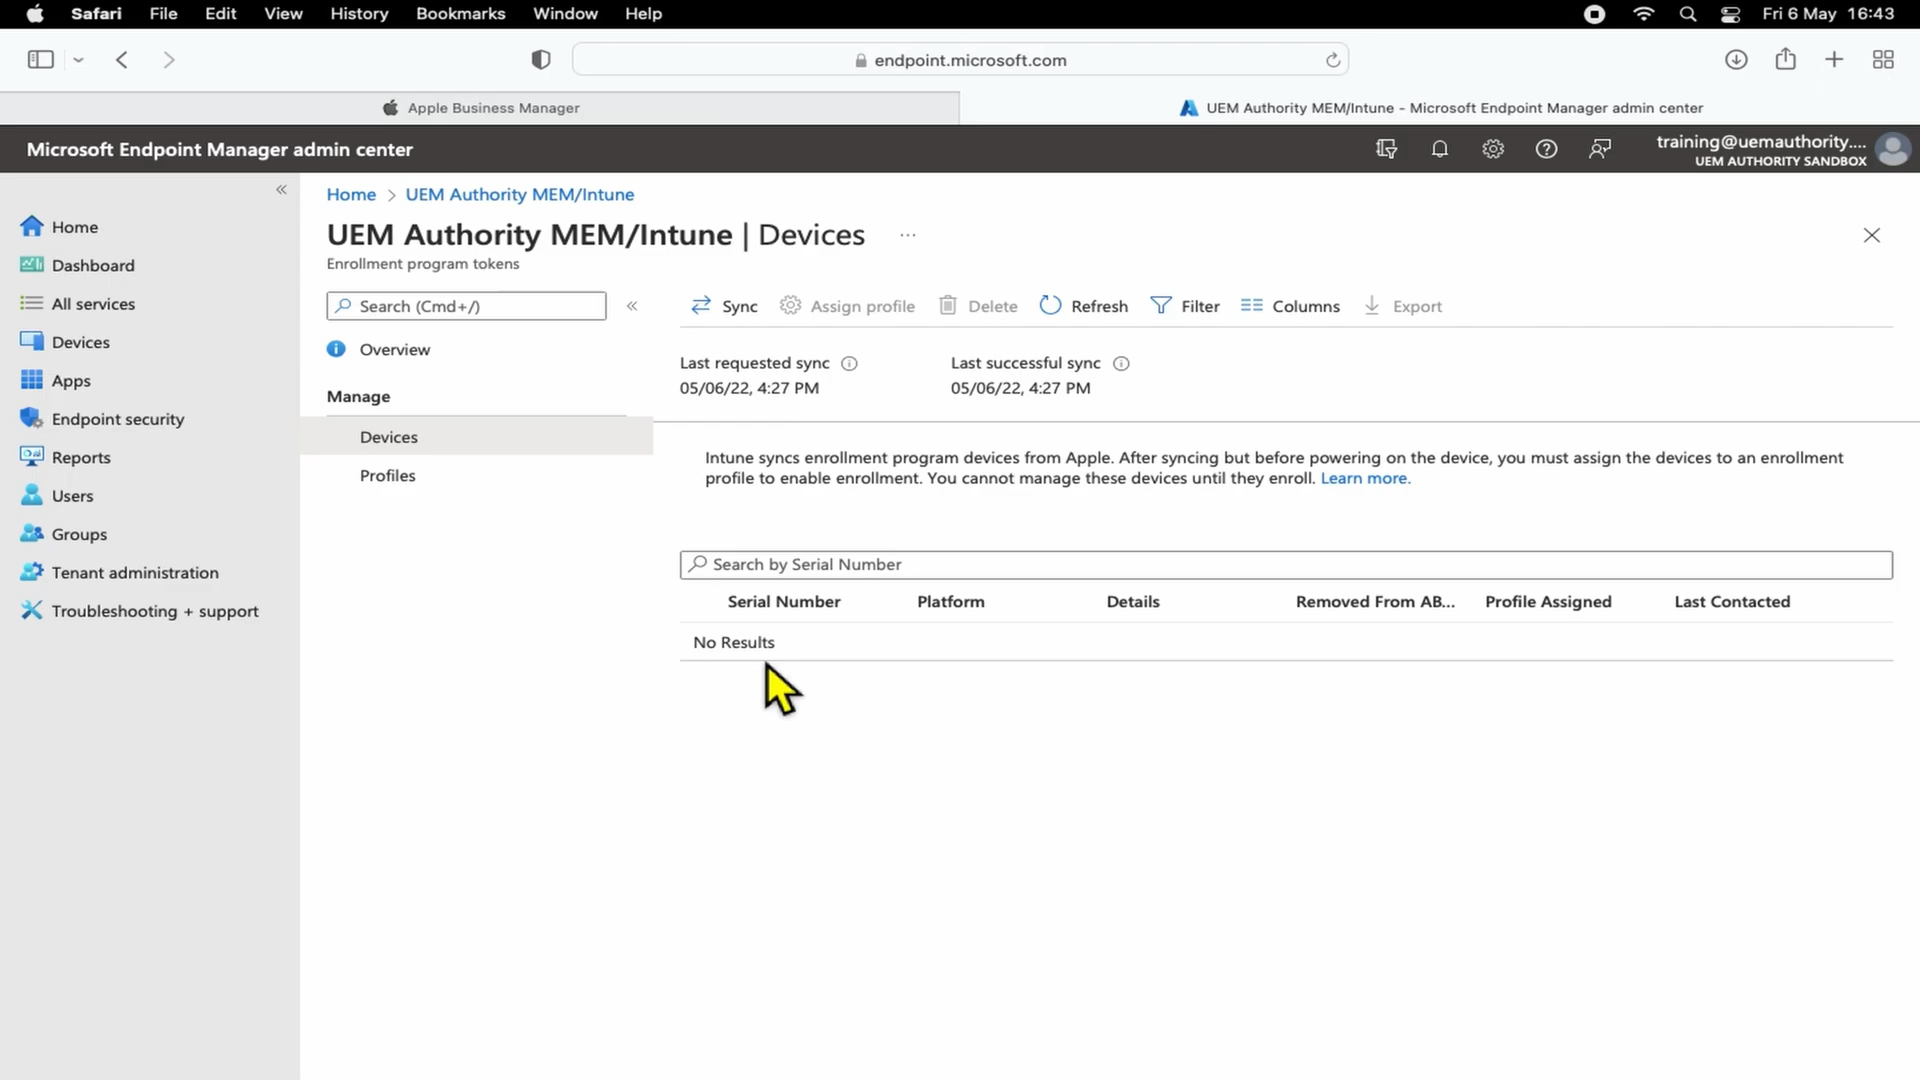 Safari File Edit View History Bookmarks Window Help Fri 6 May 16:43
endpoint.microsoft.com
Apple Business Manager
UEM Authority MEM/Intune - Microsoft Endpoint Manager admin center
Microsoft Endpoint Manager admin center
training@uemauthority....
UEM AUTHORITY SANDBOX
Home
Dashboard
All services
Devices
Apps
Endpoint security
Reports
Users
Groups
Tenant administration
Troubleshooting + support
Home > UEM Authority MEM/Intune
UEM Authority MEM/Intune | Devices ...
Enrollment program tokens
Search (Cmd+/)
Overview
Manage
Devices
Profiles
Sync Assign profile Delete Refresh Filter Columns Export
Last requested sync
05/06/22, 4:27 PM
Last successful sync
05/06/22, 4:27 PM
Intune syncs enrollment program devices from Apple. After syncing but before powering on the device, you must assign the devices to an enrollment
profile to enable enrollment. You cannot manage these devices until they enroll. Learn more.
Search by Serial Number
Serial Number Platform Details Removed From AB... Profile Assigned Last Contacted
No Results